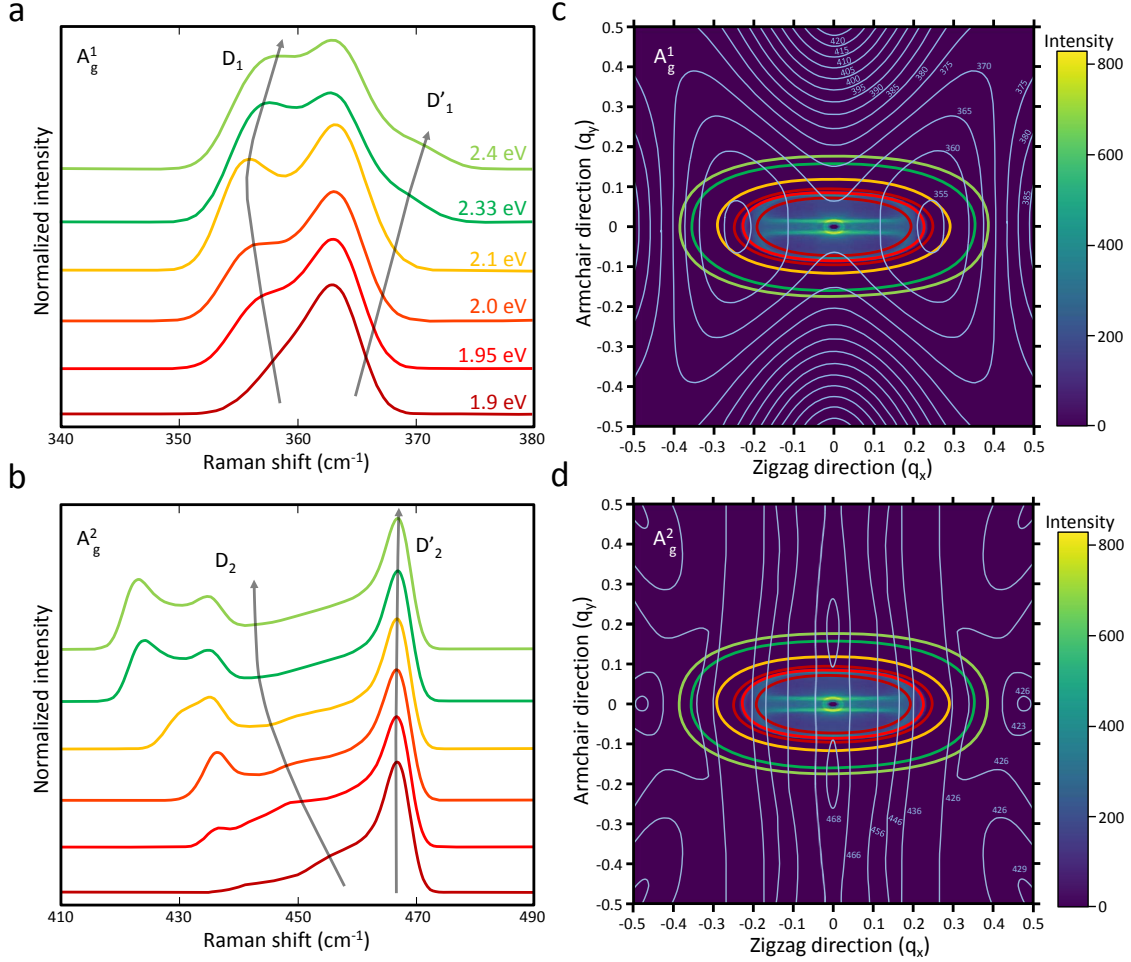 a
A¹g
D₁
D'₁
2.4 eV
2.33 eV
2.1 eV
2.0 eV
1.95 eV
1.9 eV
Normalized intensity
340 350 360 370 380
Raman shift (cm⁻¹)
b
A²g
D₂
D'₂
Normalized intensity
410 430 450 470 490
Raman shift (cm⁻¹)
c
A¹g
0.5
0.4
0.3
0.2
0.1
0
-0.1
-0.2
-0.3
-0.4
-0.5
Armchair direction (qy)
420
415
410
405
400
395
390
385
380
375
370
365
360
355
375
380
385
-0.5 -0.4 -0.3 -0.2 -0.1 0 0.1 0.2 0.3 0.4 0.5
Zigzag direction (qx)
Intensity
800
600
400
200
0
d
A²g
0.5
0.4
0.3
0.2
0.1
0
-0.1
-0.2
-0.3
-0.4
-0.5
Armchair direction (qy)
426
423
426
468
466
456
446
436
426
426
429
-0.5 -0.4 -0.3 -0.2 -0.1 0 0.1 0.2 0.3 0.4 0.5
Zigzag direction (qx)
Intensity
800
600
400
200
0